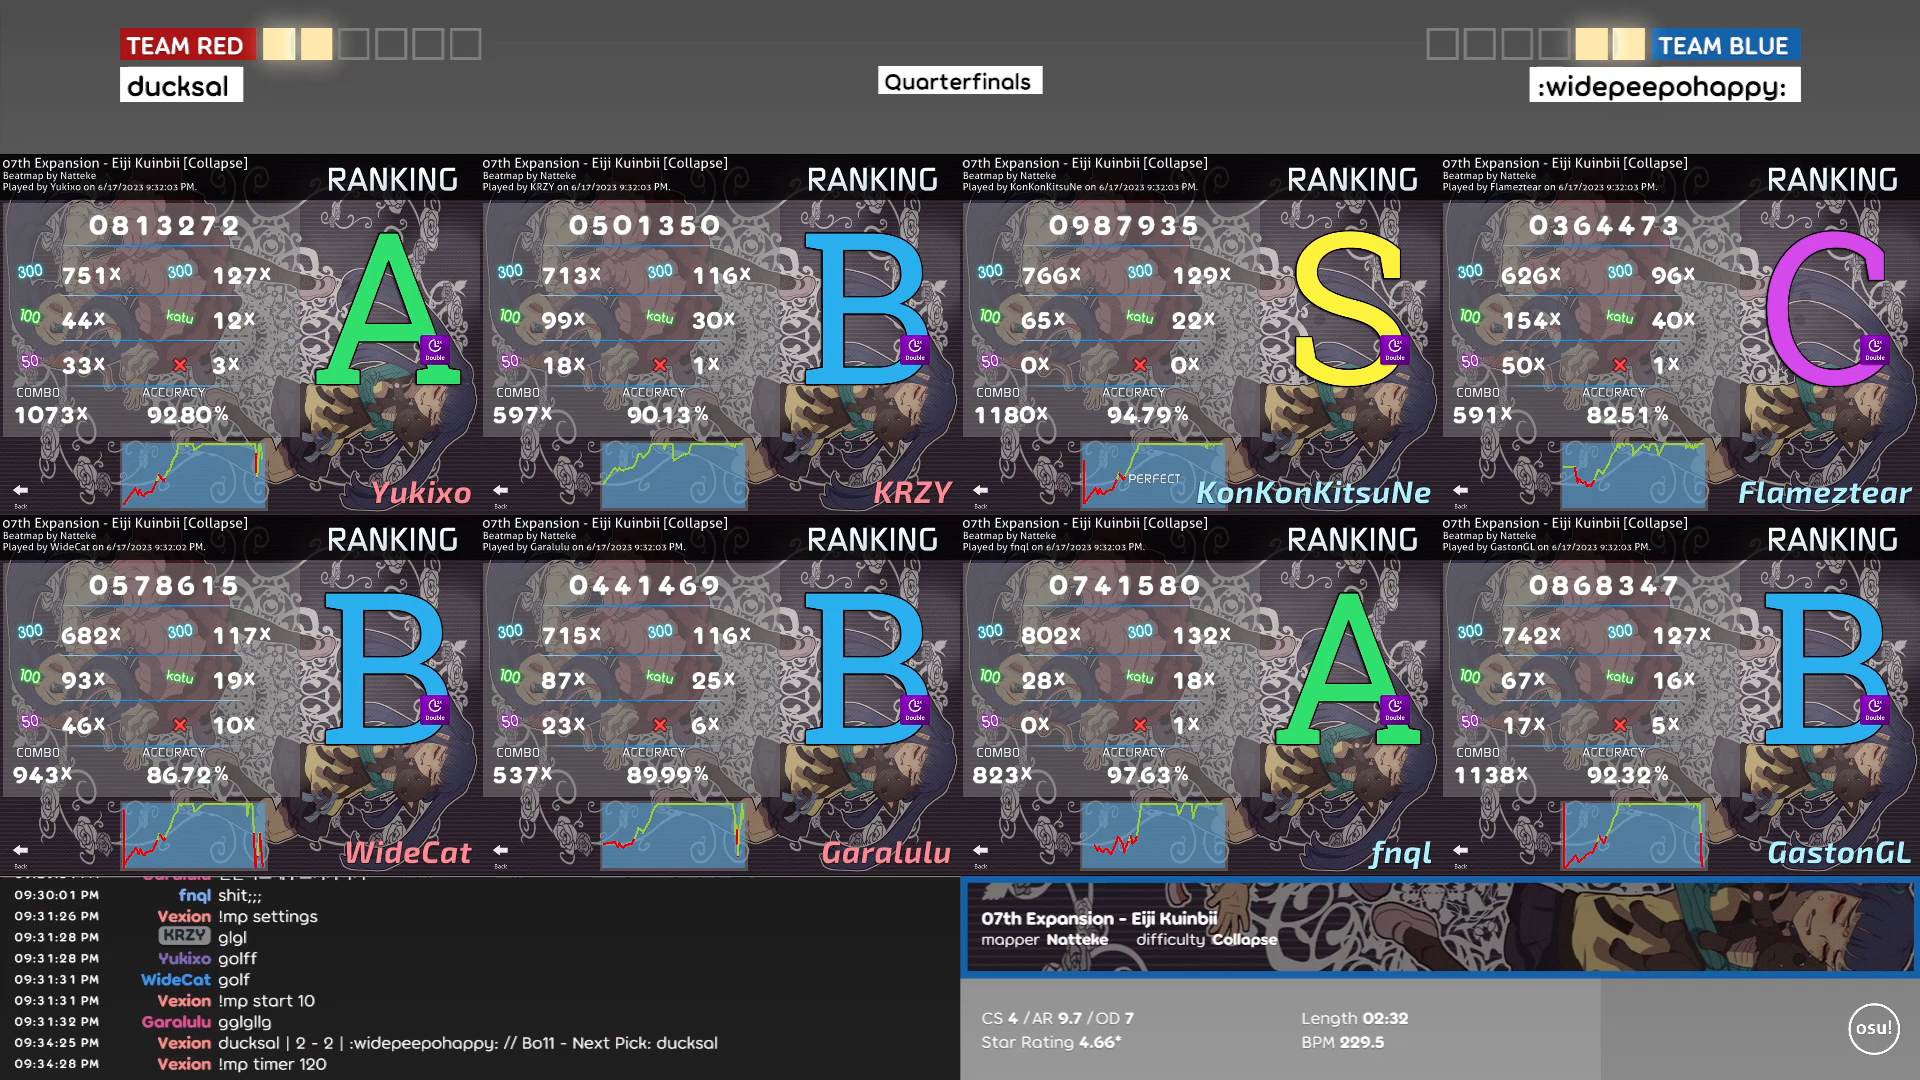 TEAM RED
ducksal
Quarterfinals
TEAM BLUE
:widepeepohappy:
07th Expansion - Eiji Kuinbii [Collapse]
Beatmap by Natteke
Played by Yukixo on 6/17/2023 9:32:03 PM.
RANKING
0813272
300 751x 300 127x
100 44x katu 12x
50 33x 3x
COMBO ACCURACY
1073x 92.80%
A
Double
Back
Yukixo
07th Expansion - Eiji Kuinbii [Collapse]
Beatmap by Natteke
Played by KRZY on 6/17/2023 9:32:03 PM.
RANKING
0501350
300 713x 300 116x
100 99x katu 30x
50 18x 1x
COMBO ACCURACY
597x 90.13%
B
Double
Back
KRZY
07th Expansion - Eiji Kuinbii [Collapse]
Beatmap by Natteke
Played by KonKonKitsuNe on 6/17/2023 9:32:03 PM.
RANKING
0987935
300 766x 300 129x
100 65x katu 22x
50 0x 0x
COMBO ACCURACY
1180x 94.79%
S
Double
PERFECT
Back
KonKonKitsuNe
07th Expansion - Eiji Kuinbii [Collapse]
Beatmap by Natteke
Played by Flameztear on 6/17/2023 9:32:03 PM.
RANKING
0364473
300 626x 300 96x
100 154x katu 40x
50 50x 1x
COMBO ACCURACY
591x 82.51%
C
Double
Back
Flameztear
07th Expansion - Eiji Kuinbii [Collapse]
Beatmap by Natteke
Played by WideCat on 6/17/2023 9:32:02 PM.
RANKING
0578615
300 682x 300 117x
100 93x katu 19x
50 46x 10x
COMBO ACCURACY
943x 86.72%
B
Double
Back
WideCat
07th Expansion - Eiji Kuinbii [Collapse]
Beatmap by Natteke
Played by Garalulu on 6/17/2023 9:32:03 PM.
RANKING
0441469
300 715x 300 116x
100 87x katu 25x
50 23x 6x
COMBO ACCURACY
537x 89.99%
B
Double
Back
Garalulu
07th Expansion - Eiji Kuinbii [Collapse]
Beatmap by Natteke
Played by fnql on 6/17/2023 9:32:03 PM.
RANKING
0741580
300 802x 300 132x
100 28x katu 18x
50 0x 1x
COMBO ACCURACY
823x 97.63%
A
Double
Back
fnql
07th Expansion - Eiji Kuinbii [Collapse]
Beatmap by Natteke
Played by GastonGL on 6/17/2023 9:32:03 PM.
RANKING
0868347
300 742x 300 127x
100 67x katu 16x
50 17x 5x
COMBO ACCURACY
1138x 92.32%
B
Double
Back
GastonGL
09:30:01 PM fnql shit;;;
09:31:26 PM Vexion !mp settings
09:31:28 PM KRZY glgl
09:31:28 PM Yukixo golff
09:31:31 PM WideCat golf
09:31:31 PM Vexion !mp start 10
09:31:32 PM Garalulu gglgllg
09:34:25 PM Vexion ducksal | 2 - 2 | :widepeepohappy: // Bo11 - Next Pick: ducksal
09:34:28 PM Vexion !mp timer 120
07th Expansion - Eiji Kuinbii
mapper Natteke difficulty Collapse
CS 4 / AR 9.7 / OD 7
Star Rating 4.66*
Length 02:32
BPM 229.5
osu!